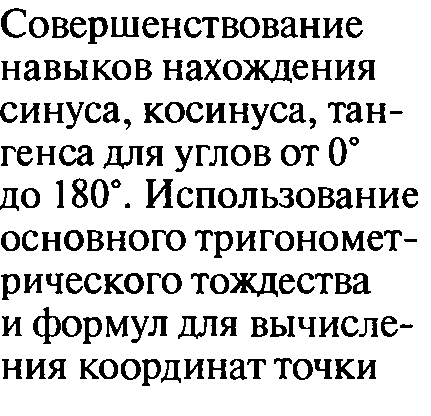 Совершенствование
навыков нахождения
синуса, косинуса, тан-
генса для углов от 0°
до 180°. Использование
основного тригономет-
рического тождества
и формул для вычисле-
ния координат точки